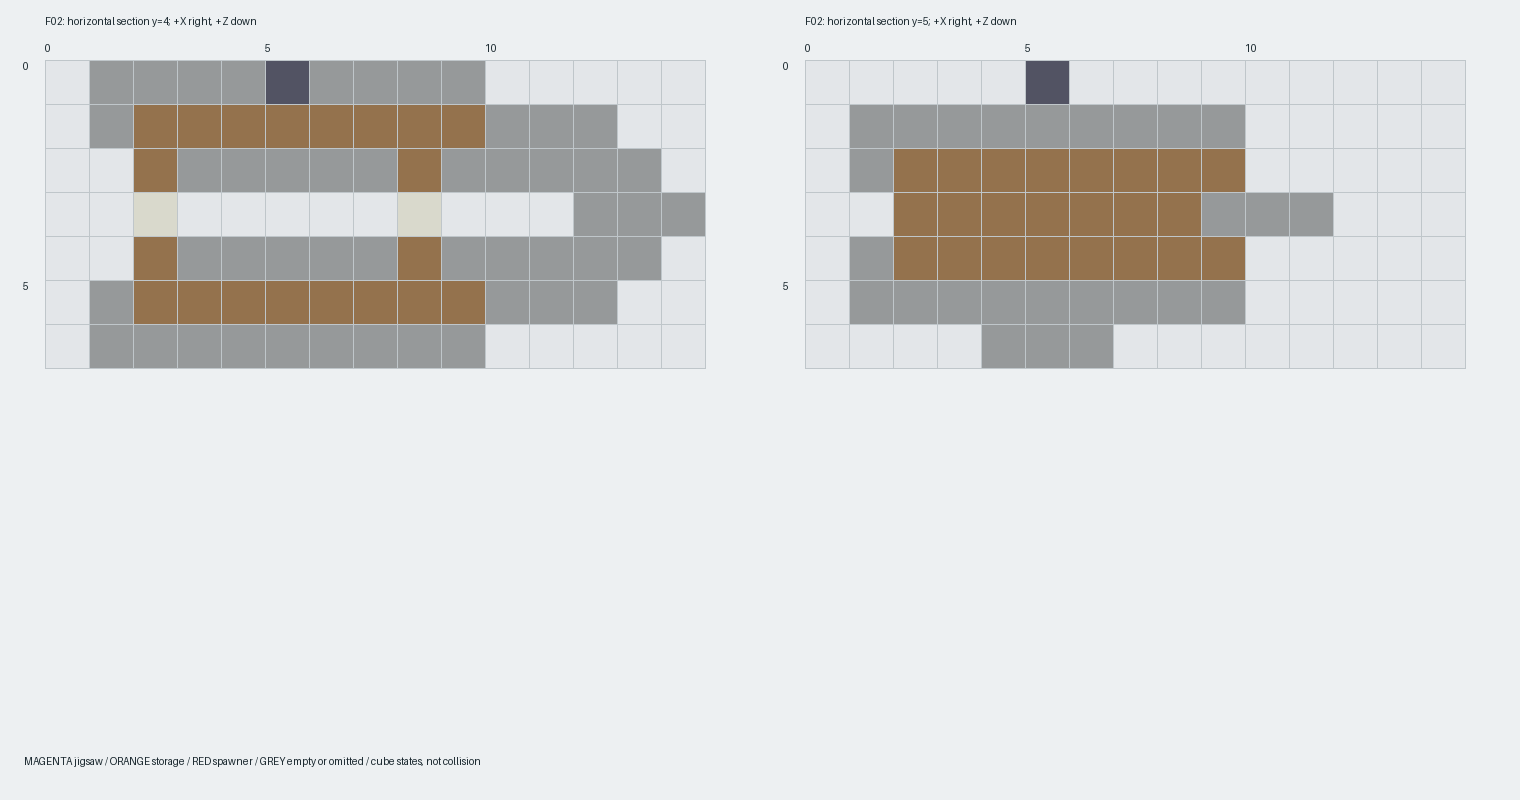 F02: horizontal section y=4; +X right, +Z down
F02: horizontal section y=5; +X right, +Z down
0 5 10
0 5 10
0
0
5
5
MAGENTA jigsaw / ORANGE storage / RED spawner / GREY empty or omitted / cube states, not collision